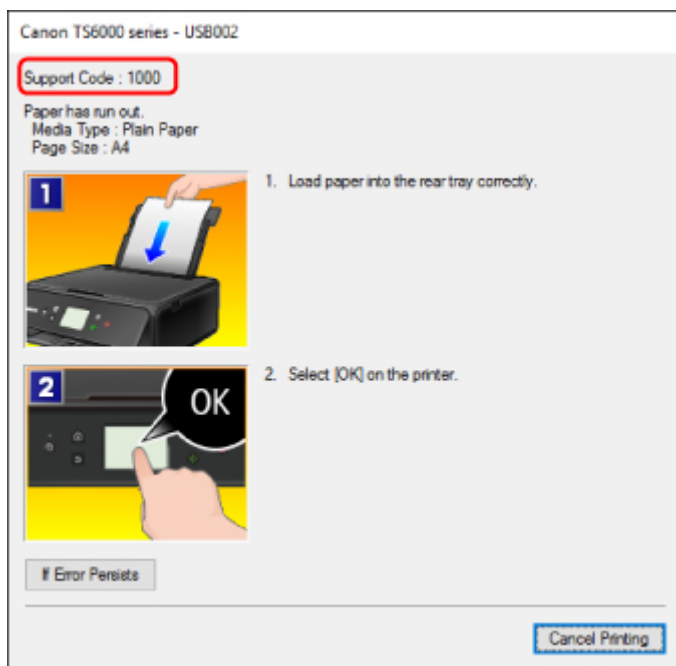 Canon TS6000 series - USB002
Support Code : 1000
Paper has run out.
Media Type : Plain Paper
Page Size : A4
1
1. Load paper into the rear tray correctly.
2
OK
2. Select [OK] on the printer.
If Error Persists
Cancel Printing